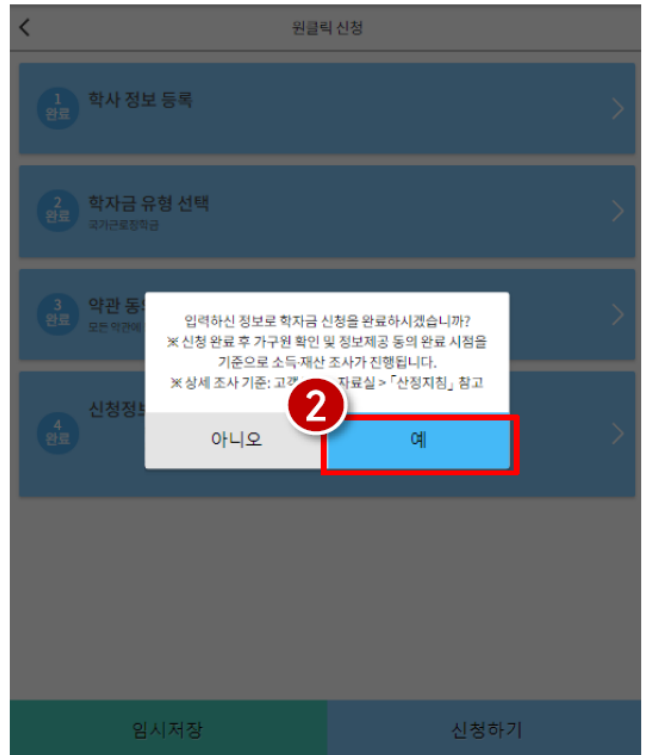 원클릭 신청
1
완료
학사 정보 등록
2
완료
학자금 유형 선택
국가근로장학금
3
완료
약관 동
모든 약관에
입력하신 정보로 학자금 신청을 완료하시겠습니까?
※ 신청 완료 후 가구원 확인 및 정보제공 동의 완료 시점을
기준으로 소득·재산 조사가 진행됩니다.
※ 상세 조사 기준: 고객 자료실 > 「산정지침」 참고
4
완료
신청정보
2
아니오
예
임시저장
신청하기